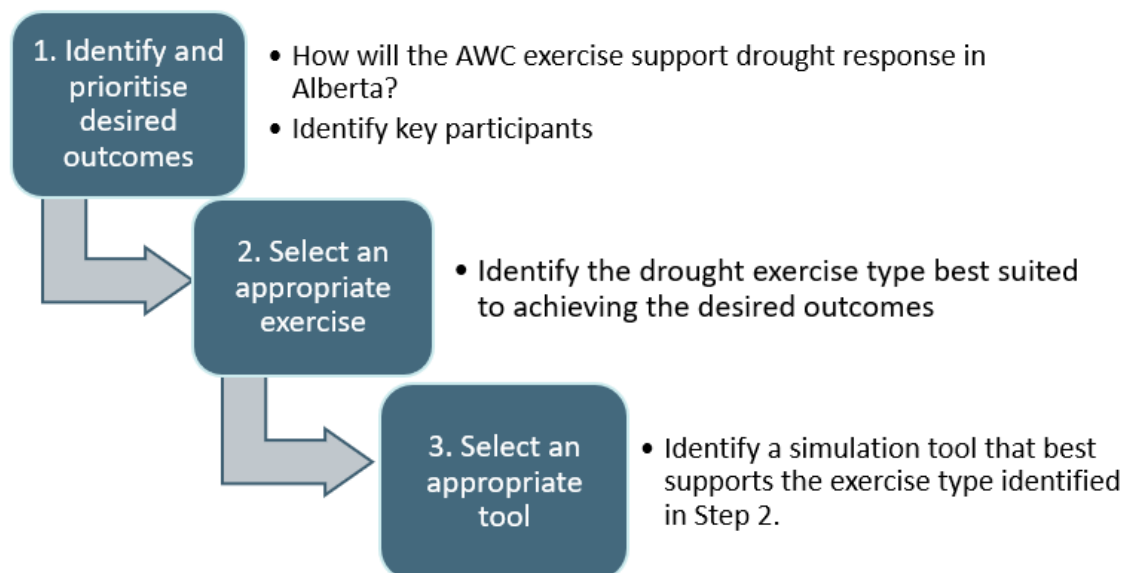 1. Identify and
prioritise
desired
outcomes
• How will the AWC exercise support drought response in
Alberta?
• Identify key participants
2. Select an
appropriate
exercise
• Identify the drought exercise type best suited
to achieving the desired outcomes
3. Select an
appropriate
tool
• Identify a simulation tool that best
supports the exercise type identified
in Step 2.